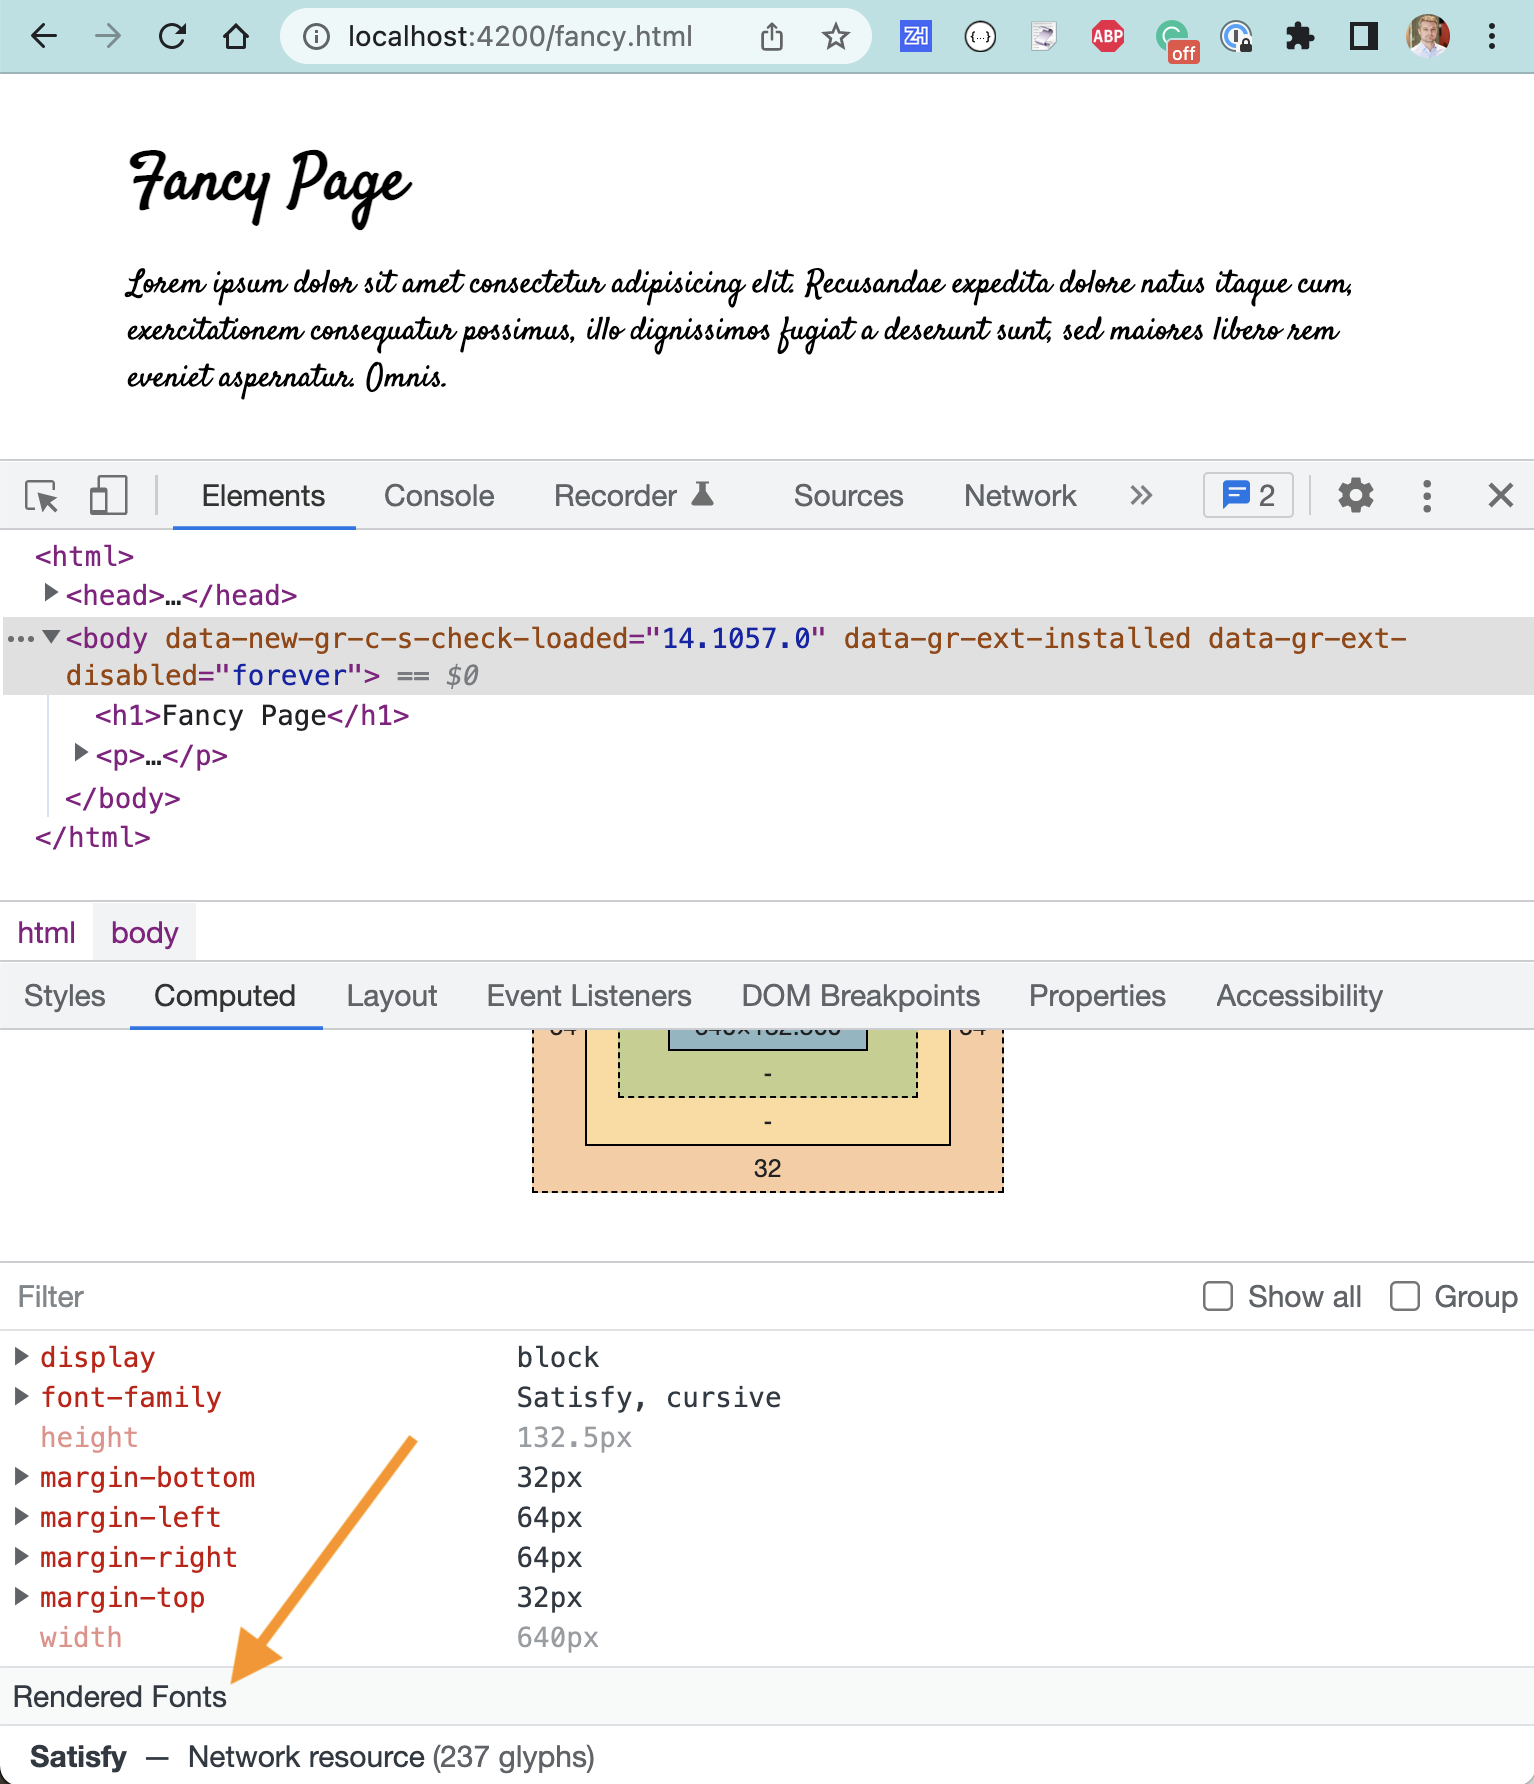 localhost:4200/fancy.html
ZH
{...}
ABP
off
Fancy Page
Lorem ipsum dolor sit amet consectetur adipisicing elit. Recusandae expedita dolore natus itaque cum,
exercitationem consequatur possimus, illo dignissimos fugiat a deserunt sunt, sed maiores libero rem
eveniet aspernatur. Omnis.
Elements Console Recorder Sources Network » 2
<html>
<head>…</head>
<body data-new-gr-c-s-check-loaded="14.1057.0" data-gr-ext-installed data-gr-ext-
disabled="forever"> == $0
<h1>Fancy Page</h1>
<p>…</p>
</body>
</html>
html body
Styles Computed Layout Event Listeners DOM Breakpoints Properties Accessibility
-
-
32
Filter Show all Group
display block
font-family Satisfy, cursive
height 132.5px
margin-bottom 32px
margin-left 64px
margin-right 64px
margin-top 32px
width 640px
Rendered Fonts
Satisfy — Network resource (237 glyphs)